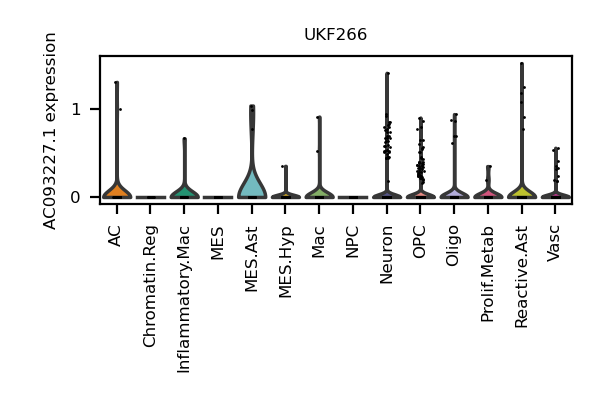 UKF266
AC093227.1 expression
1
0
AC
Chromatin.Reg
Inflammatory.Mac
MES
MES.Ast
MES.Hyp
Mac
NPC
Neuron
OPC
Oligo
Prolif.Metab
Reactive.Ast
Vasc